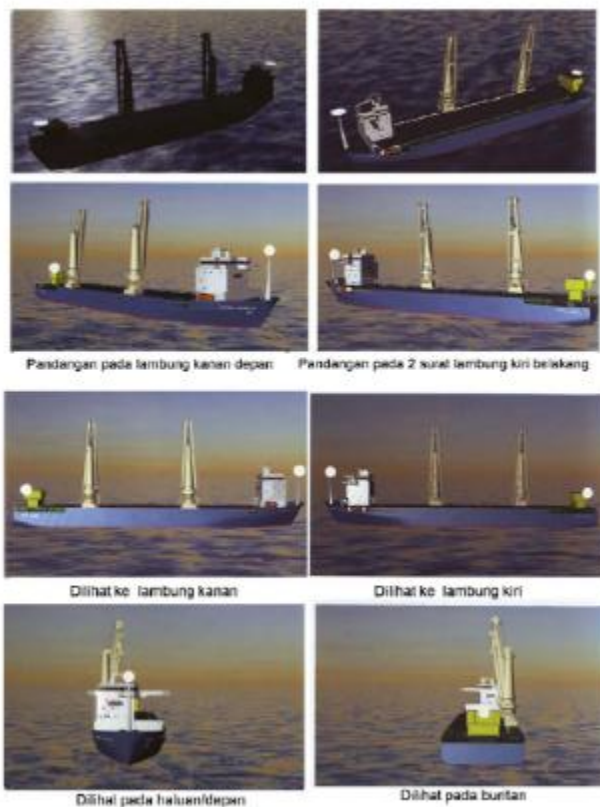 Pandangan pada lambung kanan depan
Pandangan pada 2 surat lambung kiri belakang
Dilihat ke lambung kanan
Dilihat ke lambung kiri
Dilihat pada haluan/depan
Dilihat pada buritan